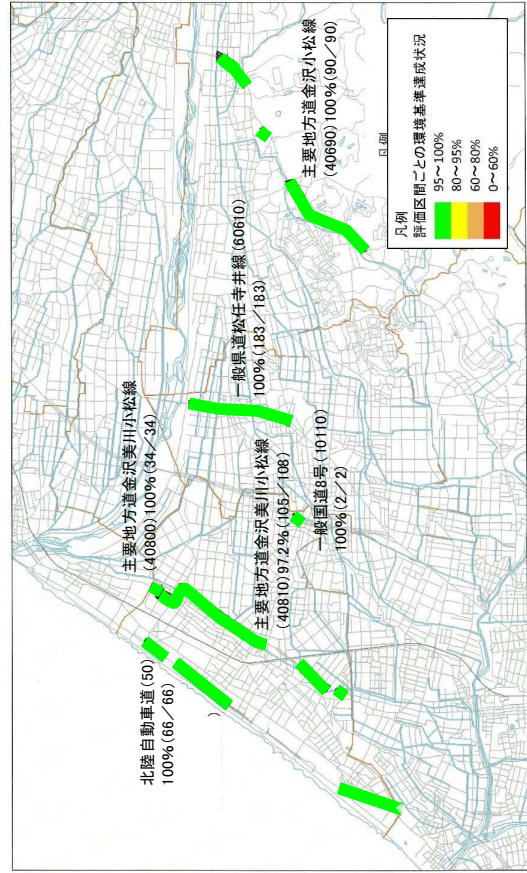 主要地方道金沢美川小松線
(40800)100%(34/34)
北陸自動車道(50)
100%(66/66)
主要地方道金沢美川小松線
(40810)97.2%(105/108)
一般国道8号(10110)
100%(2/2)
一般県道松任寺井線(60610)
100%(183/183)
主要地方道金沢小松線
(40690)100%(90/90)
凡例
凡例
評価区間ごとの環境基準達成状況
95~100%
80~95%
60~80%
0~60%
)